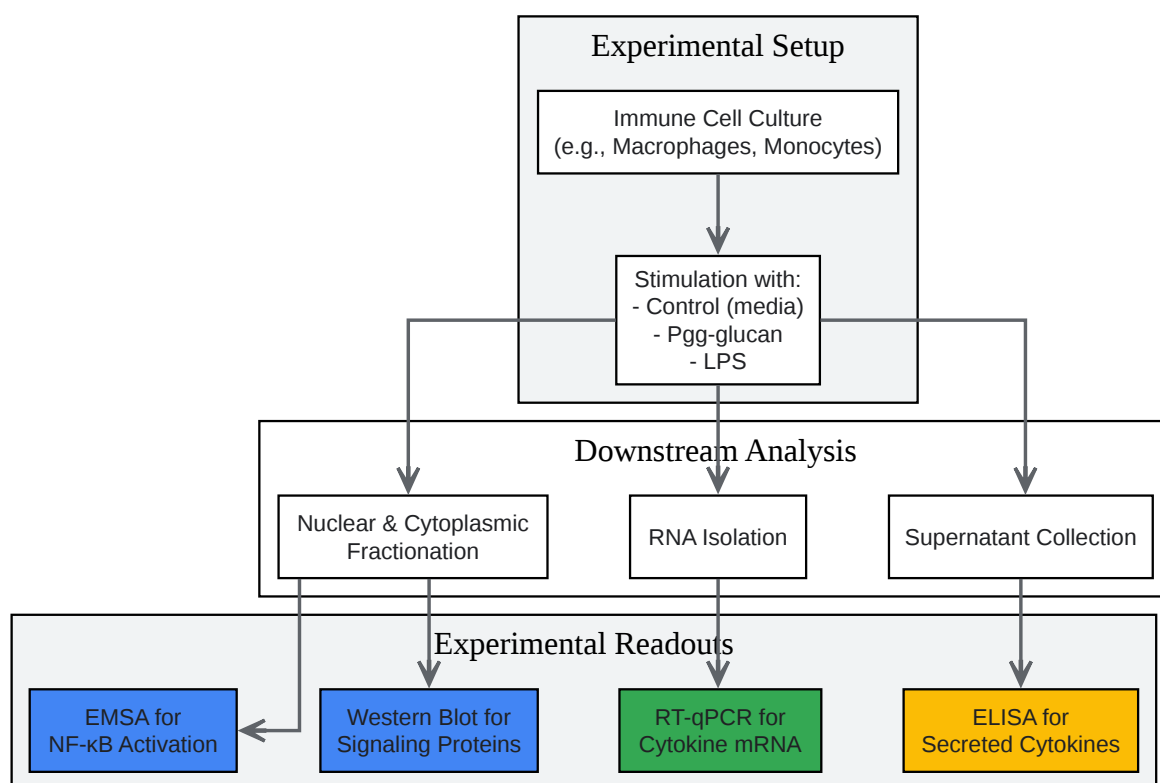 Experimental Setup
Immune Cell Culture
(e.g., Macrophages, Monocytes)
Stimulation with:
- Control (media)
- Pgg-glucan
- LPS
Downstream Analysis
Nuclear & Cytoplasmic
Fractionation
RNA Isolation
Supernatant Collection
Experimental Readouts
EMSA for
NF-κB Activation
Western Blot for
Signaling Proteins
RT-qPCR for
Cytokine mRNA
ELISA for
Secreted Cytokines